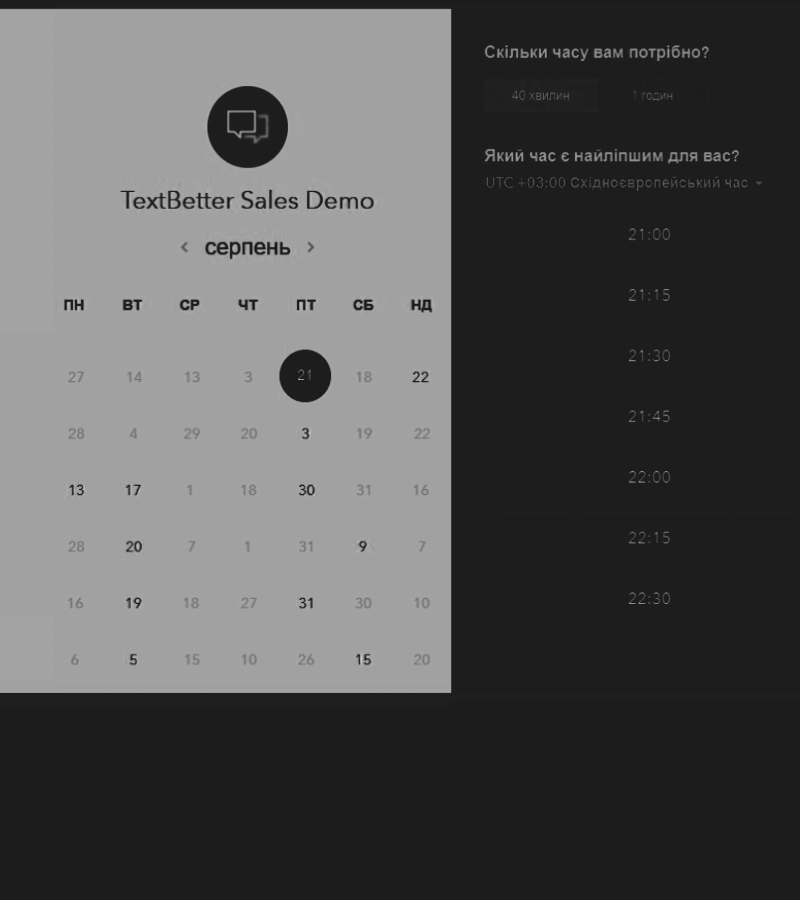 TextBetter Sales Demo
< серпень >
ПН ВТ СР ЧТ ПТ СБ НД
27 14 13 3 21 18 22
28 4 29 20 3 19 22
13 17 1 18 30 31 16
28 20 7 1 31 9 7
16 19 18 27 31 30 10
6 5 15 10 26 15 20
Скільки часу вам потрібно?
40 хвилин 1 годин
Який час є найліпшим для вас?
UTC +03:00 Східноєвропейський час
21:00
21:15
21:30
21:45
22:00
22:15
22:30